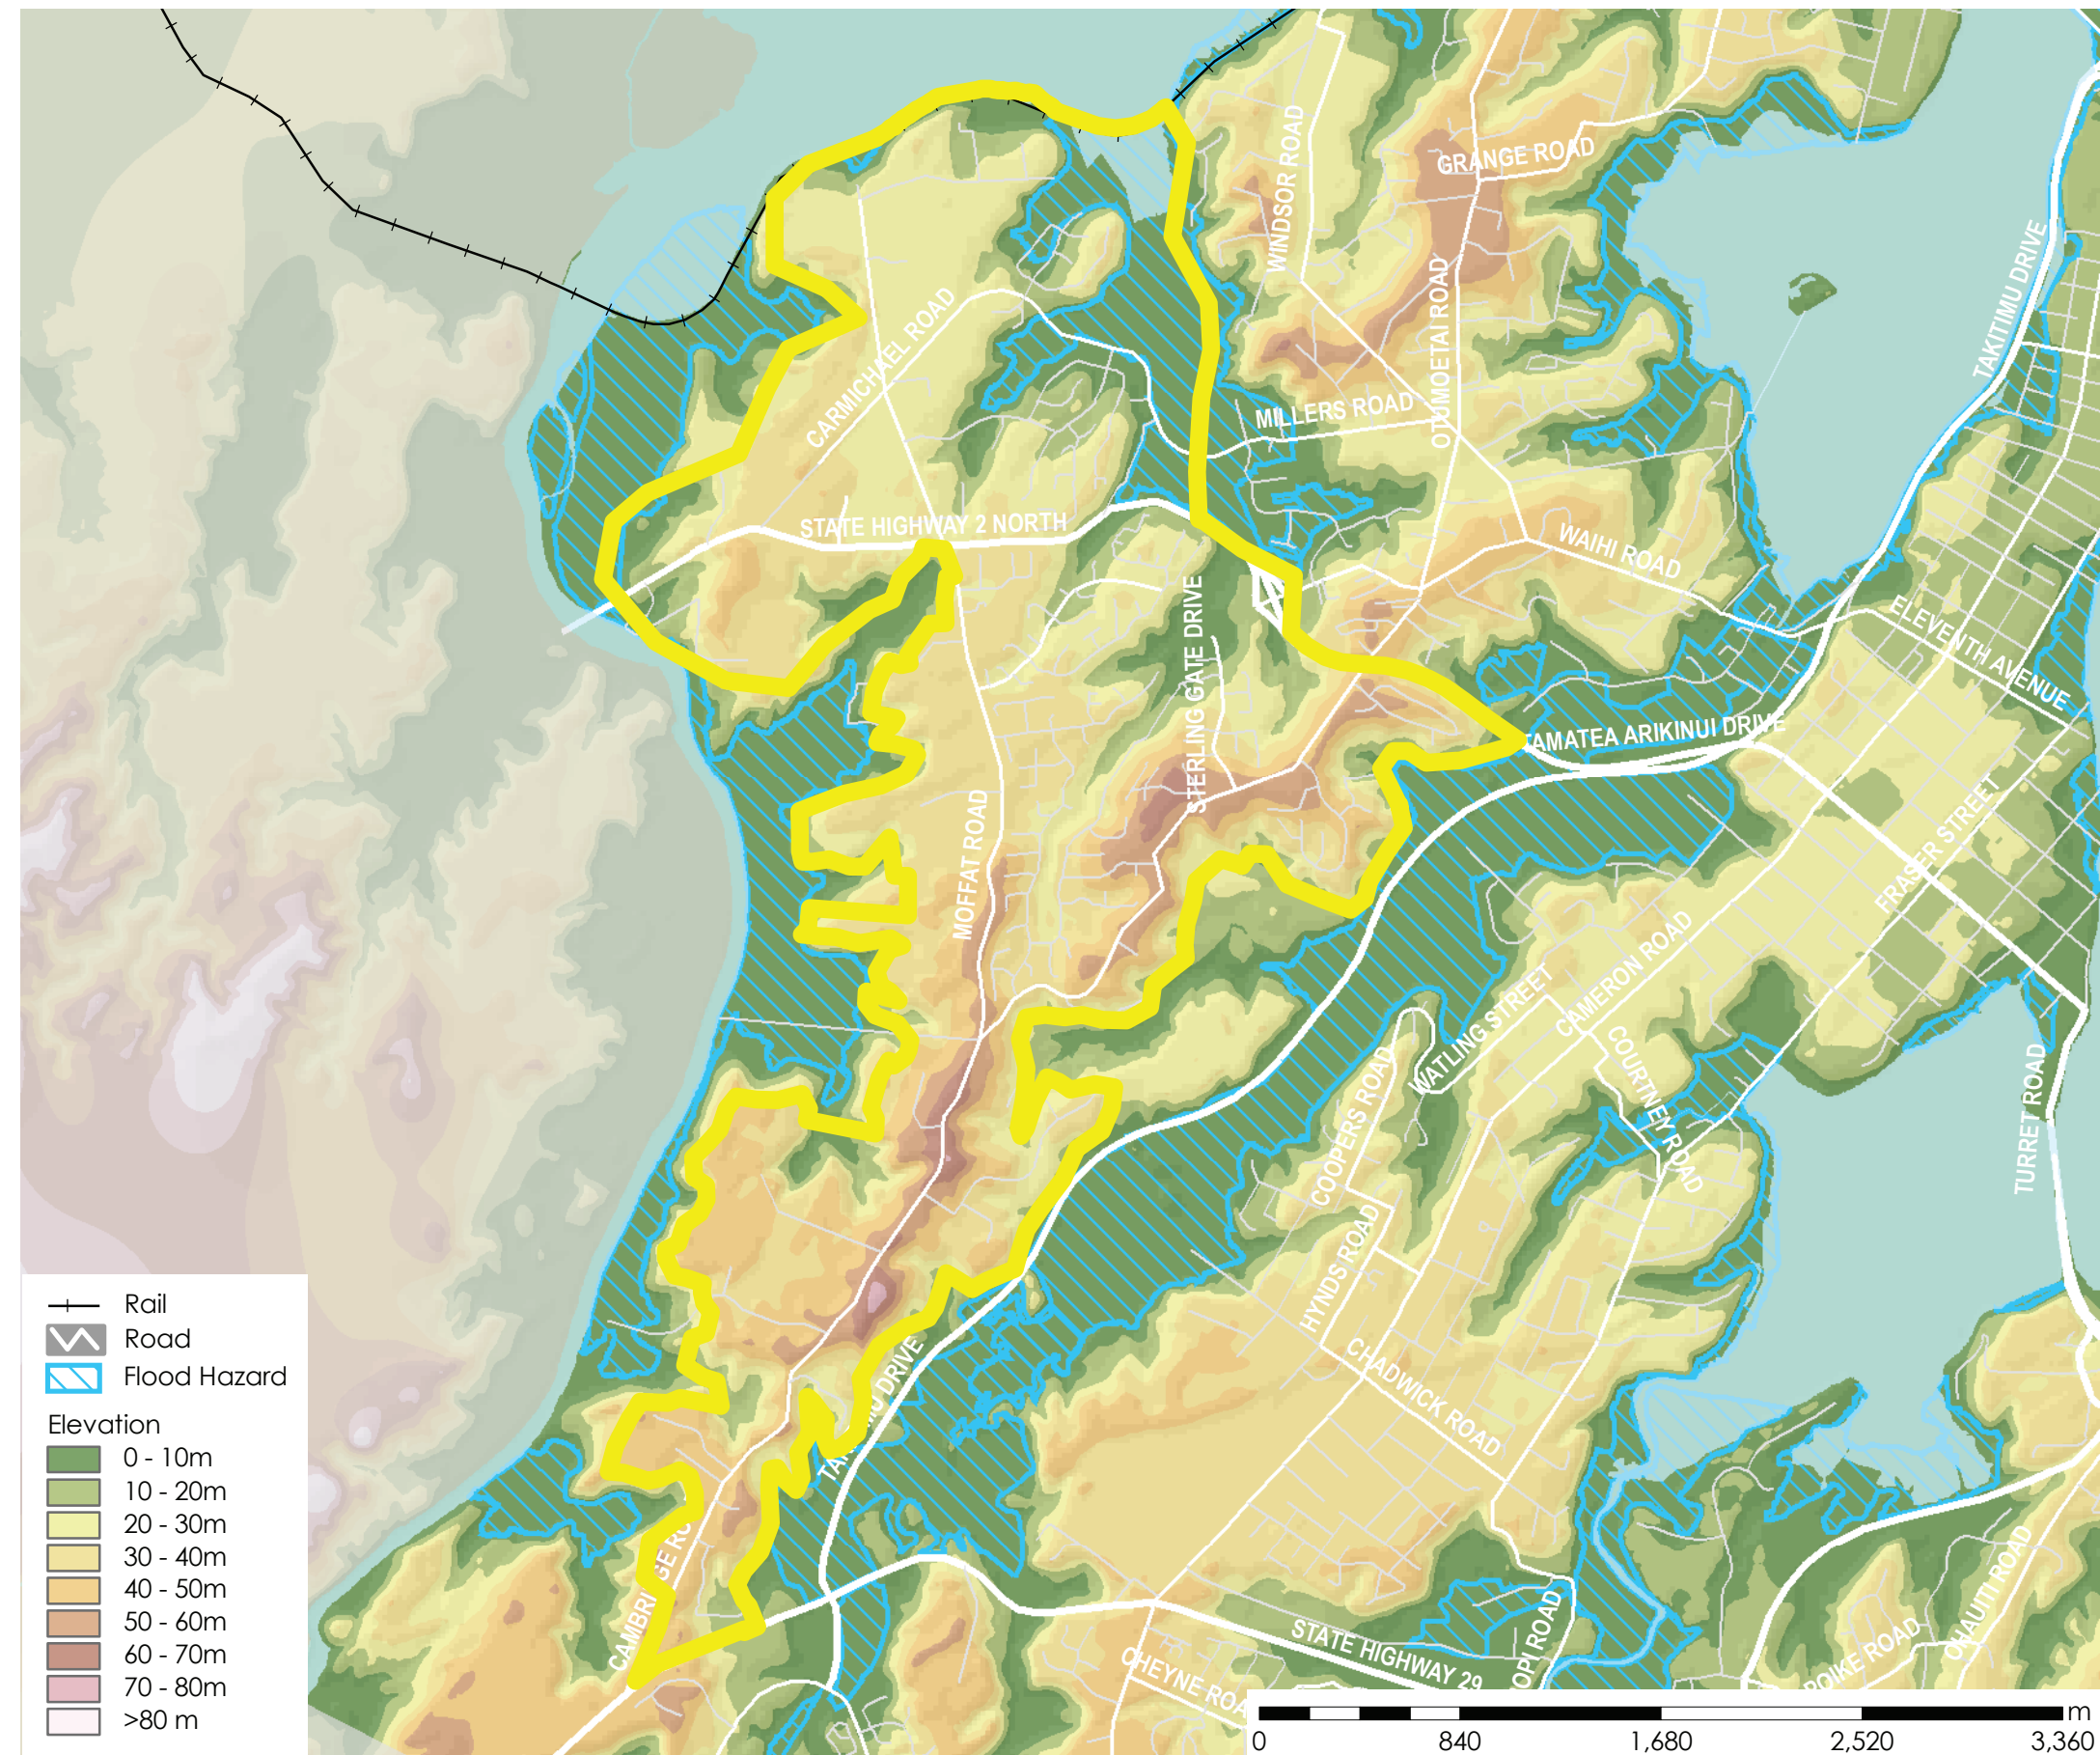 GRANGE ROAD
WINDSOR ROAD
TAKITIMU DRIVE
OTUMOETAI ROAD
CARMICHAEL ROAD
MILLERS ROAD
STATE HIGHWAY 2 NORTH
WAIHI ROAD
ELEVENTH AVENUE
STERLING GATE DRIVE
TAMATEA ARIKINUI DRIVE
MOFFAT ROAD
FRASER STREET
CAMERON ROAD
WATLING STREET
COURTNEY ROAD
COOPERS ROAD
TURRET ROAD
HYNDS ROAD
CHADWICK ROAD
DRIVE
STATE HIGHWAY 29
CHEYNE
ROAD
POIKE ROAD
OHAUITI ROAD
Rail
Road
Flood Hazard
Elevation
0 - 10m
10 - 20m
20 - 30m
30 - 40m
40 - 50m
50 - 60m
60 - 70m
70 - 80m
>80 m
m
0 840 1,680 2,520 3,360